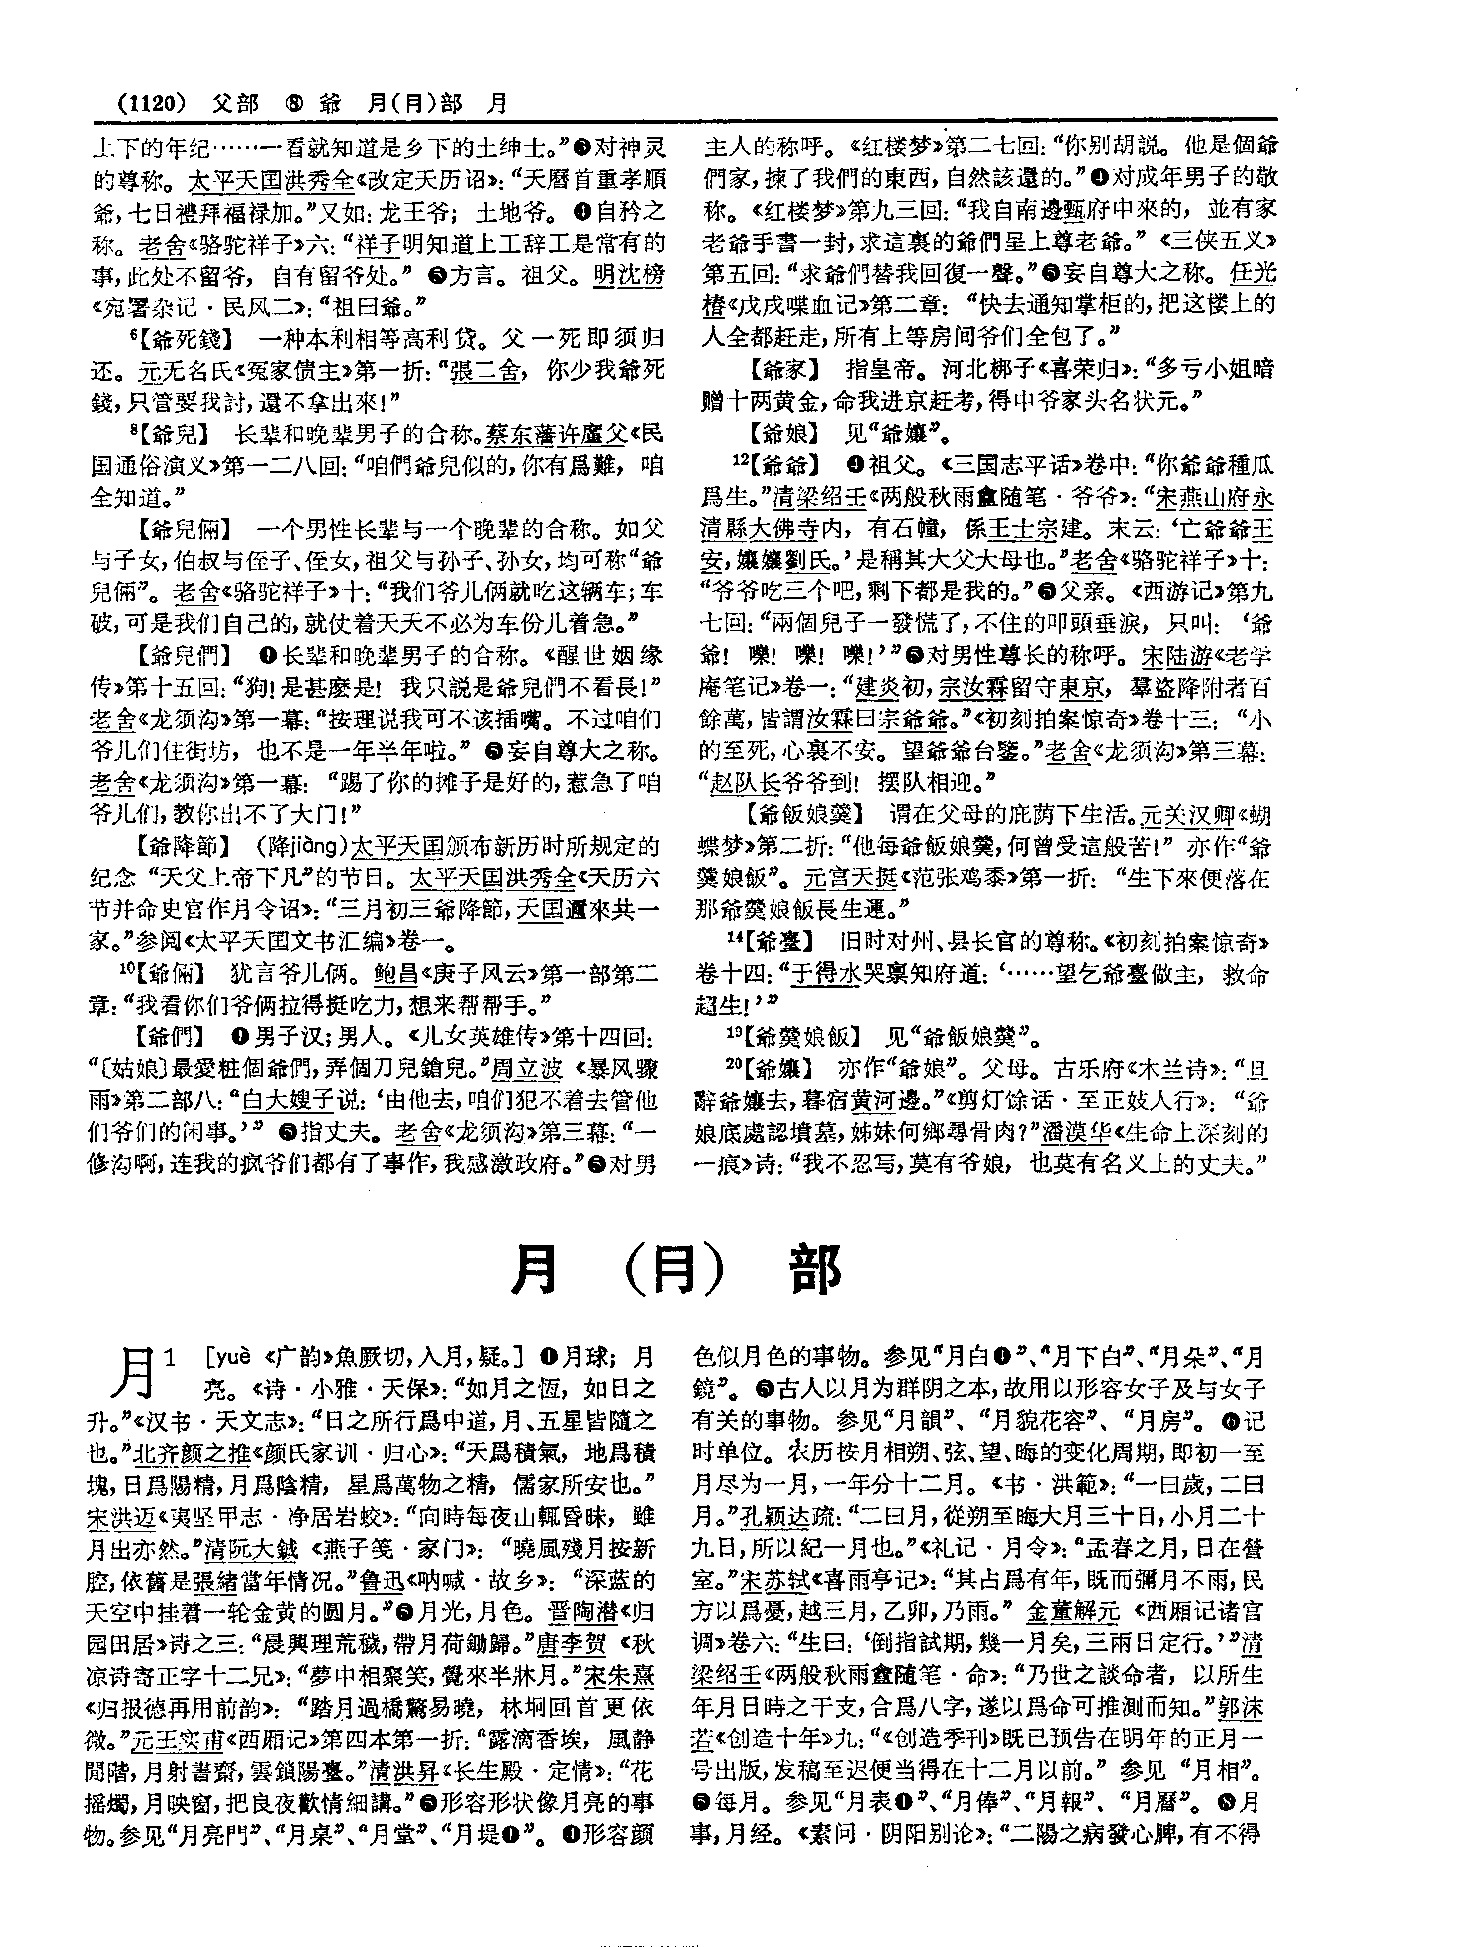 (1120) 父部 ⑨ 爺 月(⺝)部 月
上下的年纪……一看就知道是乡下的土绅士。”❸对神灵
的尊称。太平天囯洪秀全《改定天历诏》：“天曆首重孝順
爺，七日禮拜福禄加。”又如：龙王爷；土地爷。❹自矜之
称。老舍《骆驼祥子》六：“祥子明知道上工辞工是常有的
事，此处不留爷，自有留爷处。”❺方言。祖父。明沈榜
《宛署杂记·民风二》：“祖曰爺。”
6【爺死錢】 一种本利相等高利贷。父一死即须归
还。元无名氏《冤家债主》第一折：“張二舍，你少我爺死
錢，只管要我討，還不拿出來！”
8【爺兒】 长辈和晚辈男子的合称。蔡东藩许廑父《民
国通俗演义》第一二八回：“咱們爺兒似的，你有爲難，咱
全知道。”
【爺兒倆】 一个男性长辈与一个晚辈的合称。如父
与子女，伯叔与侄子、侄女，祖父与孙子、孙女，均可称“爺
兒倆”。老舍《骆驼祥子》十：“我们爷儿俩就吃这辆车；车
破，可是我们自己的，就仗着天天不必为车份儿着急。”
【爺兒們】 ❶长辈和晚辈男子的合称。《醒世姻缘
传》第十五回：“狗！是甚麽是！我只説是爺兒們不看長！”
老舍《龙须沟》第一幕：“按理说我可不该插嘴。不过咱们
爷儿们住街坊，也不是一年半年啦。”❷妄自尊大之称。
老舍《龙须沟》第一幕：“踢了你的摊子是好的，惹急了咱
爷儿们，教你出不了大门！”
【爺降節】 （降jiàng）太平天囯颁布新历时所规定的
纪念“天父上帝下凡”的节日。太平天囯洪秀全《天历六
节并命史官作月令诏》：“三月初三爺降節，天囯邇來共一
家。”参阅《太平天囯文书汇编》卷一。
10【爺倆】 犹言爷儿俩。鲍昌《庚子风云》第一部第二
章：“我看你们爷俩拉得挺吃力，想来帮帮手。”
【爺們】 ❶男子汉；男人。《儿女英雄传》第十四回：
“〔姑娘〕最愛粧個爺們，弄個刀兒鎗兒。”周立波《暴风骤
雨》第二部八：“白大嫂子说：‘由他去，咱们犯不着去管他
们爷们的闲事。’”❷指丈夫。老舍《龙须沟》第三幕：“一
修沟啊，连我的疯爷们都有了事作，我感激政府。”❸对男
主人的称呼。《红楼梦》第二七回：“你别胡説。他是個爺
們家，揀了我們的東西，自然該還的。”❹对成年男子的敬
称。《红楼梦》第九三回：“我自南邊甄府中來的，並有家
老爺手書一封，求這裏的爺們呈上尊老爺。”《三侠五义》
第五回：“求爺們替我回復一聲。”❺妄自尊大之称。任光
椿《戊戌喋血记》第二章：“快去通知掌柜的，把这楼上的
人全都赶走，所有上等房间爷们全包了。”
【爺家】 指皇帝。河北梆子《喜荣归》：“多亏小姐暗
赠十两黄金，命我进京赶考，得中爷家头名状元。”
【爺娘】 见“爺孃”。
12【爺爺】 ❶祖父。《三国志平话》卷中：“你爺爺種瓜
爲生。”清梁绍壬《两般秋雨盦随笔·爷爷》：“宋燕山府永
清縣大佛寺内，有石幢，係王士宗建。末云：‘亡爺爺王
安，孃孃劉氏。’是稱其大父大母也。”老舍《骆驼祥子》十：
“爷爷吃三个吧，剩下都是我的。”❷父亲。《西游记》第九
七回：“兩個兒子一發慌了，不住的叩頭垂淚，只叫：‘爺
爺！嚛！嚛！嚛！’”❸对男性尊长的称呼。宋陆游《老学
庵笔记》卷一：“建炎初，宗汝霖留守東京，羣盗降附者百
餘萬，皆謂汝霖曰宗爺爺。”《初刻拍案惊奇》卷十三：“小
的至死，心裏不安。望爺爺台鑒。”老舍《龙须沟》第三幕：
“赵队长爷爷到！摆队相迎。”
【爺飯娘羹】 谓在父母的庇荫下生活。元关汉卿《蝴
蝶梦》第二折：“他每爺飯娘羹，何曾受這般苦！”亦作“爺
羹娘飯”。元宫天挺《范张鸡黍》第一折：“生下來便落在
那爺羹娘飯長生運。”
14【爺臺】 旧时对州、县长官的尊称。《初刻拍案惊奇》
卷十四：“于得水哭禀知府道：‘……望乞爺臺做主，救命
超生！’”
19【爺羹娘飯】 见“爺飯娘羹”。
20【爺孃】 亦作“爺娘”。父母。古乐府《木兰诗》：“旦
辭爺孃去，暮宿黄河邊。”《剪灯馀话·至正妓人行》：“爺
娘底處認墳墓，姊妹何鄉尋骨肉？”潘漠华《生命上深刻的
一痕》诗：“我不忍写，莫有爷娘，也莫有名义上的丈夫。”
月 （⺝） 部
月1 ［yuè《广韵》魚厥切，入月，疑。］❶月球；月
亮。《诗·小雅·天保》：“如月之恆，如日之
升。”《汉书·天文志》：“日之所行爲中道，月、五星皆隨之
也。”北齐颜之推《颜氏家训·归心》：“天爲積氣，地爲積
塊，日爲陽精，月爲陰精，星爲萬物之精，儒家所安也。”
宋洪迈《夷坚甲志·净居岩蛟》：“向時每夜山輒昏昧，雖
月出亦然。”清阮大鋮《燕子笺·家门》：“曉風殘月按新
腔，依舊是張緒當年情况。”鲁迅《呐喊·故乡》：“深蓝的
天空中挂着一轮金黄的圆月。”❷月光，月色。晋陶潜《归
园田居》诗之三：“晨興理荒穢，帶月荷鋤歸。”唐李贺《秋
凉诗寄正字十二兄》：“夢中相聚笑，覺來半牀月。”宋朱熹
《归报德再用前韵》：“踏月過橋驚易曉，林坰回首更依
微。”元王实甫《西厢记》第四本第一折：“露滴香埃，風静
閒階，月射書齋，雲鎖陽臺。”清洪昇《长生殿·定情》：“花
摇燭，月映窗，把良夜歡情細講。”❸形容形状像月亮的事
物。参见“月亮門”、“月桌”、“月堂”、“月堤❶”。❹形容颜
色似月色的事物。参见“月白❶”、“月下白”、“月朵”、“月
鏡”。❺古人以月为群阴之本，故用以形容女子及与女子
有关的事物。参见“月韻”、“月貌花容”、“月房”。❻记
时单位。农历按月相朔、弦、望、晦的变化周期，即初一至
月尽为一月，一年分十二月。《书·洪範》：“一曰歲，二曰
月。”孔颖达疏：“二曰月，從朔至晦大月三十日，小月二十
九日，所以紀一月也。”《礼记·月令》：“孟春之月，日在營
室。”宋苏轼《喜雨亭记》：“其占爲有年，既而彌月不雨，民
方以爲憂，越三月，乙卯，乃雨。”金董解元《西厢记诸宫
调》卷六：“生曰：‘倒指試期，幾一月矣，三兩日定行。’”清
梁绍壬《两般秋雨盦随笔·命》：“乃世之談命者，以所生
年月日時之干支，合爲八字，遂以爲命可推測而知。”郭沫
若《创造十年》九：“《创造季刊》既已预告在明年的正月一
号出版，发稿至迟便当得在十二月以前。”参见“月相”。
❼每月。参见“月表❶”、“月俸”、“月報”、“月曆”。❽月
事，月经。《素问·阴阳别论》：“二陽之病發心脾，有不得